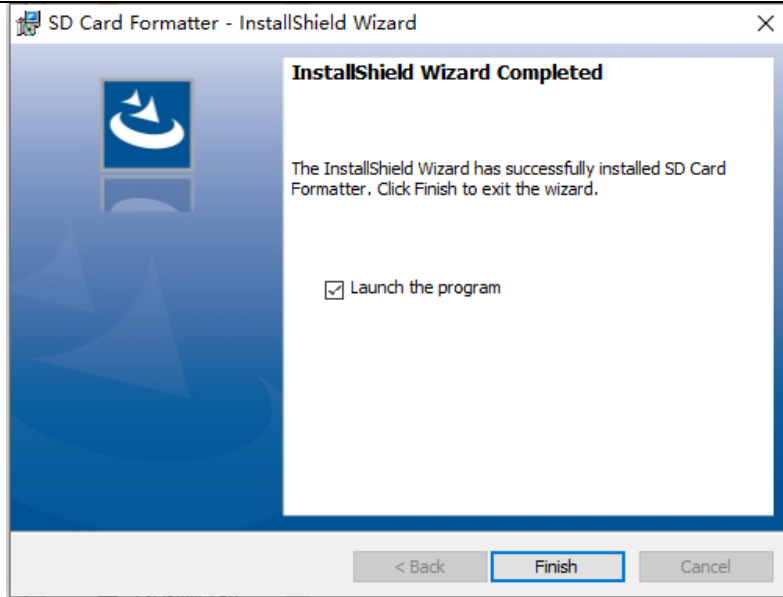 SD Card Formatter - InstallShield Wizard
InstallShield Wizard Completed
The InstallShield Wizard has successfully installed SD Card
Formatter. Click Finish to exit the wizard.
Launch the program
< Back
Finish
Cancel